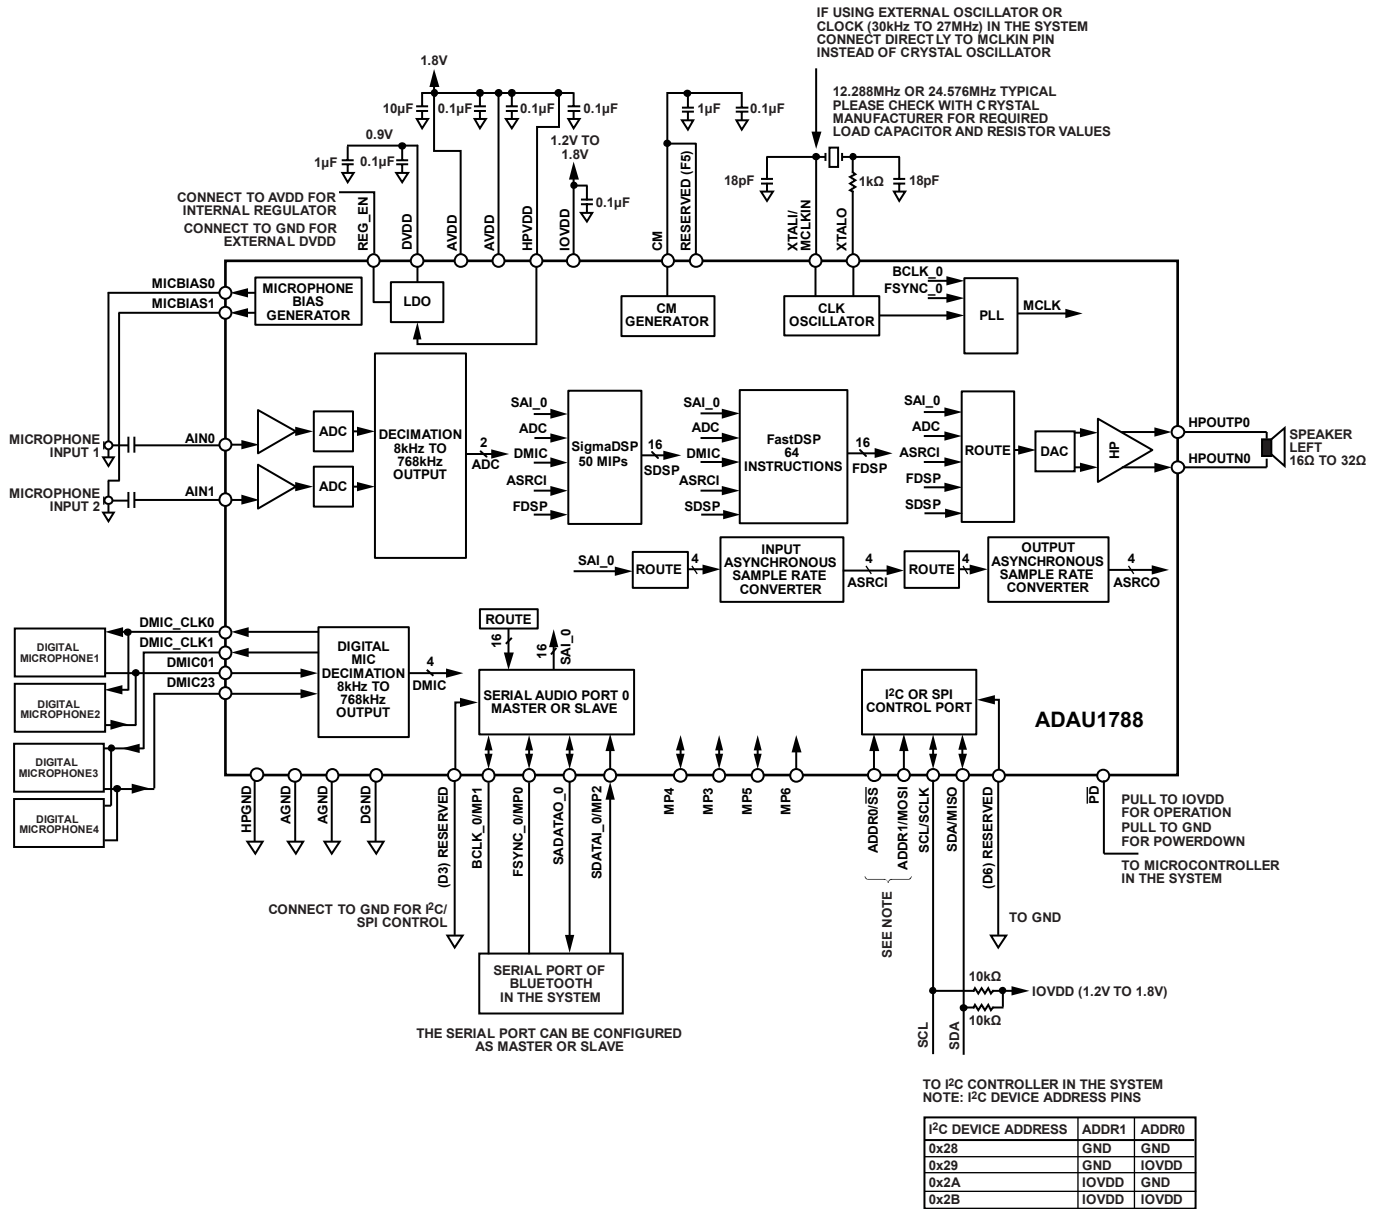 IF USING EXTERNAL OSCILLATOR OR
CLOCK (30kHz TO 27MHz) IN THE SYSTEM
CONNECT DIRECTLY TO MCLKIN PIN
INSTEAD OF CRYSTAL OSCILLATOR
12.288MHz OR 24.576MHz TYPICAL
PLEASE CHECK WITH CRYSTAL
MANUFACTURER FOR REQUIRED
LOAD CAPACITOR AND RESISTOR VALUES
1.8V
10µF
0.1µF
0.1µF
0.1µF
1µF
0.1µF
0.9V
1µF
0.1µF
1.2V TO
1.8V
0.1µF
18pF
1kΩ
18pF
CONNECT TO AVDD FOR
INTERNAL REGULATOR
CONNECT TO GND FOR
EXTERNAL DVDD
REG_EN
DVDD
AVDD
AVDD
HPVDD
IOVDD
CM
RESERVED (F5)
XTALI/
MCLKIN
XTALO
MICBIAS0
MICBIAS1
MICROPHONE
BIAS
GENERATOR
LDO
CM
GENERATOR
CLK
OSCILLATOR
BCLK_0
FSYNC_0
PLL
MCLK
MICROPHONE
INPUT 1
AIN0
ADC
MICROPHONE
INPUT 2
AIN1
ADC
DECIMATION
8kHz TO
768kHz
OUTPUT
2
ADC
SAI_0
ADC
DMIC
ASRCI
FDSP
SigmaDSP
50 MIPs
16
SDSP
SAI_0
ADC
DMIC
ASRCI
SDSP
FastDSP
64
INSTRUCTIONS
16
FDSP
SAI_0
ADC
ASRCI
FDSP
SDSP
ROUTE
DAC
HP
HPOUTP0
HPOUTN0
SPEAKER
LEFT
16Ω TO 32Ω
SAI_0
ROUTE
4
INPUT
ASYNCHRONOUS
SAMPLE RATE
CONVERTER
4
ASRCI
ROUTE
4
OUTPUT
ASYNCHRONOUS
SAMPLE RATE
CONVERTER
4
ASRCO
DIGITAL
MICROPHONE1
DIGITAL
MICROPHONE2
DIGITAL
MICROPHONE3
DIGITAL
MICROPHONE4
DMIC_CLK0
DMIC_CLK1
DMIC01
DMIC23
DIGITAL
MIC
DECIMATION
8kHz TO
768kHz
OUTPUT
4
DMIC
ROUTE
16
16
SAI_0
SERIAL AUDIO PORT 0
MASTER OR SLAVE
I²C OR SPI
CONTROL PORT
ADAU1788
HPGND
AGND
AGND
DGND
(D3) RESERVED
BCLK_0/MP1
FSYNC_0/MP0
SADATAO_0
SDATAI_0/MP2
MP4
MP3
MP5
MP6
ADDR0/SS
ADDR1/MOSI
SCL/SCLK
SDA/MISO
(D6) RESERVED
PD
PULL TO IOVDD
FOR OPERATION
PULL TO GND
FOR POWERDOWN
TO MICROCONTROLLER
IN THE SYSTEM
CONNECT TO GND FOR I²C/
SPI CONTROL
SEE NOTE
TO GND
SERIAL PORT OF
BLUETOOTH
IN THE SYSTEM
THE SERIAL PORT CAN BE CONFIGURED
AS MASTER OR SLAVE
10kΩ
IOVDD (1.2V TO 1.8V)
10kΩ
SCL
SDA
TO I²C CONTROLLER IN THE SYSTEM
NOTE: I²C DEVICE ADDRESS PINS
I²C DEVICE ADDRESS ADDR1 ADDR0
0x28 GND GND
0x29 GND IOVDD
0x2A IOVDD GND
0x2B IOVDD IOVDD